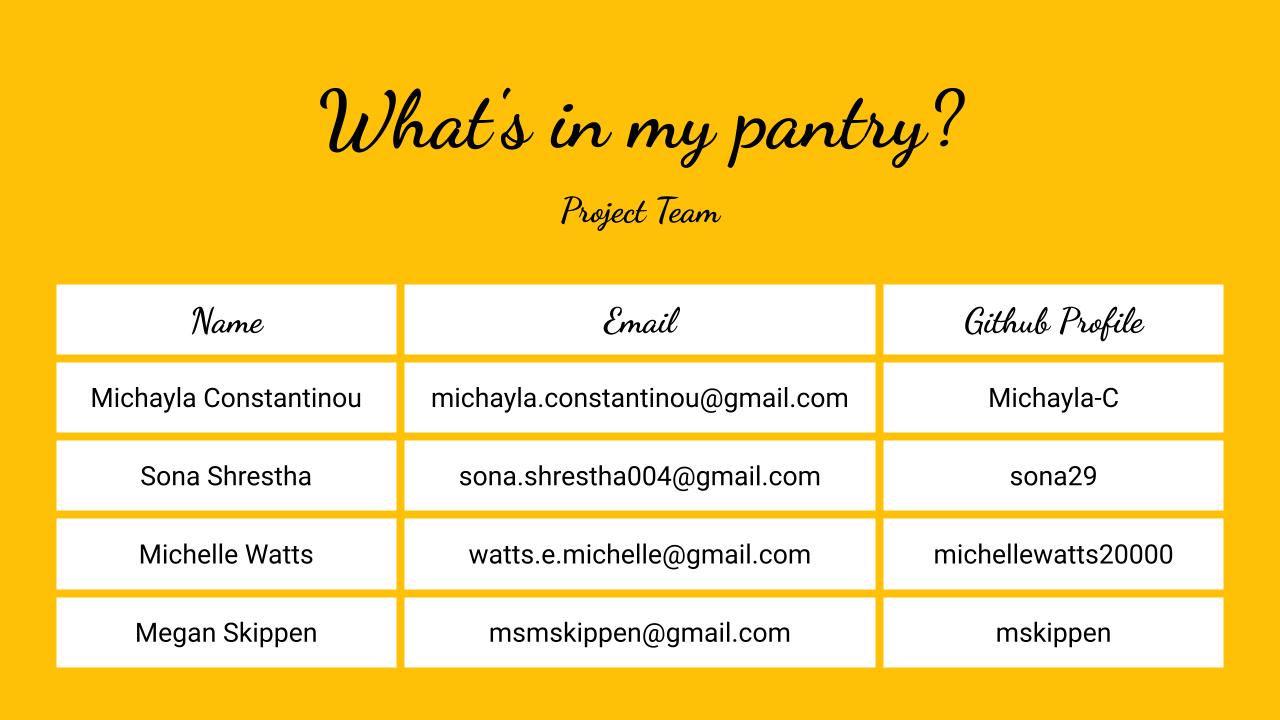 What's in my pantry?
Project Team
Name Email Github Profile
Michayla Constantinou michayla.constantinou@gmail.com Michayla-C
Sona Shrestha sona.shrestha004@gmail.com sona29
Michelle Watts watts.e.michelle@gmail.com michellewatts20000
Megan Skippen msmskippen@gmail.com mskippen